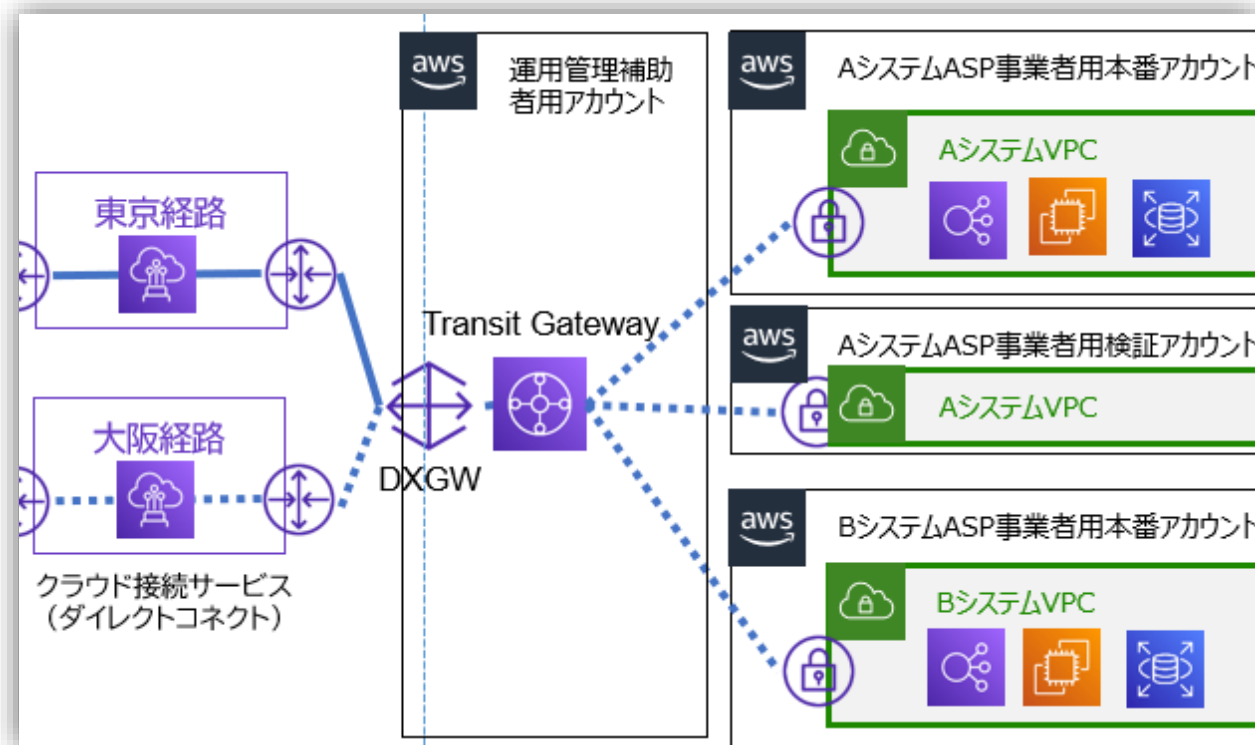 aws
運用管理補助
者用アカウント
東京経路
大阪経路
クラウド接続サービス
（ダイレクトコネクト）
Transit Gateway
DXGW
aws
AシステムASP事業者用本番アカウント
AシステムVPC
aws
AシステムASP事業者用検証アカウント
AシステムVPC
aws
BシステムASP事業者用本番アカウント
BシステムVPC